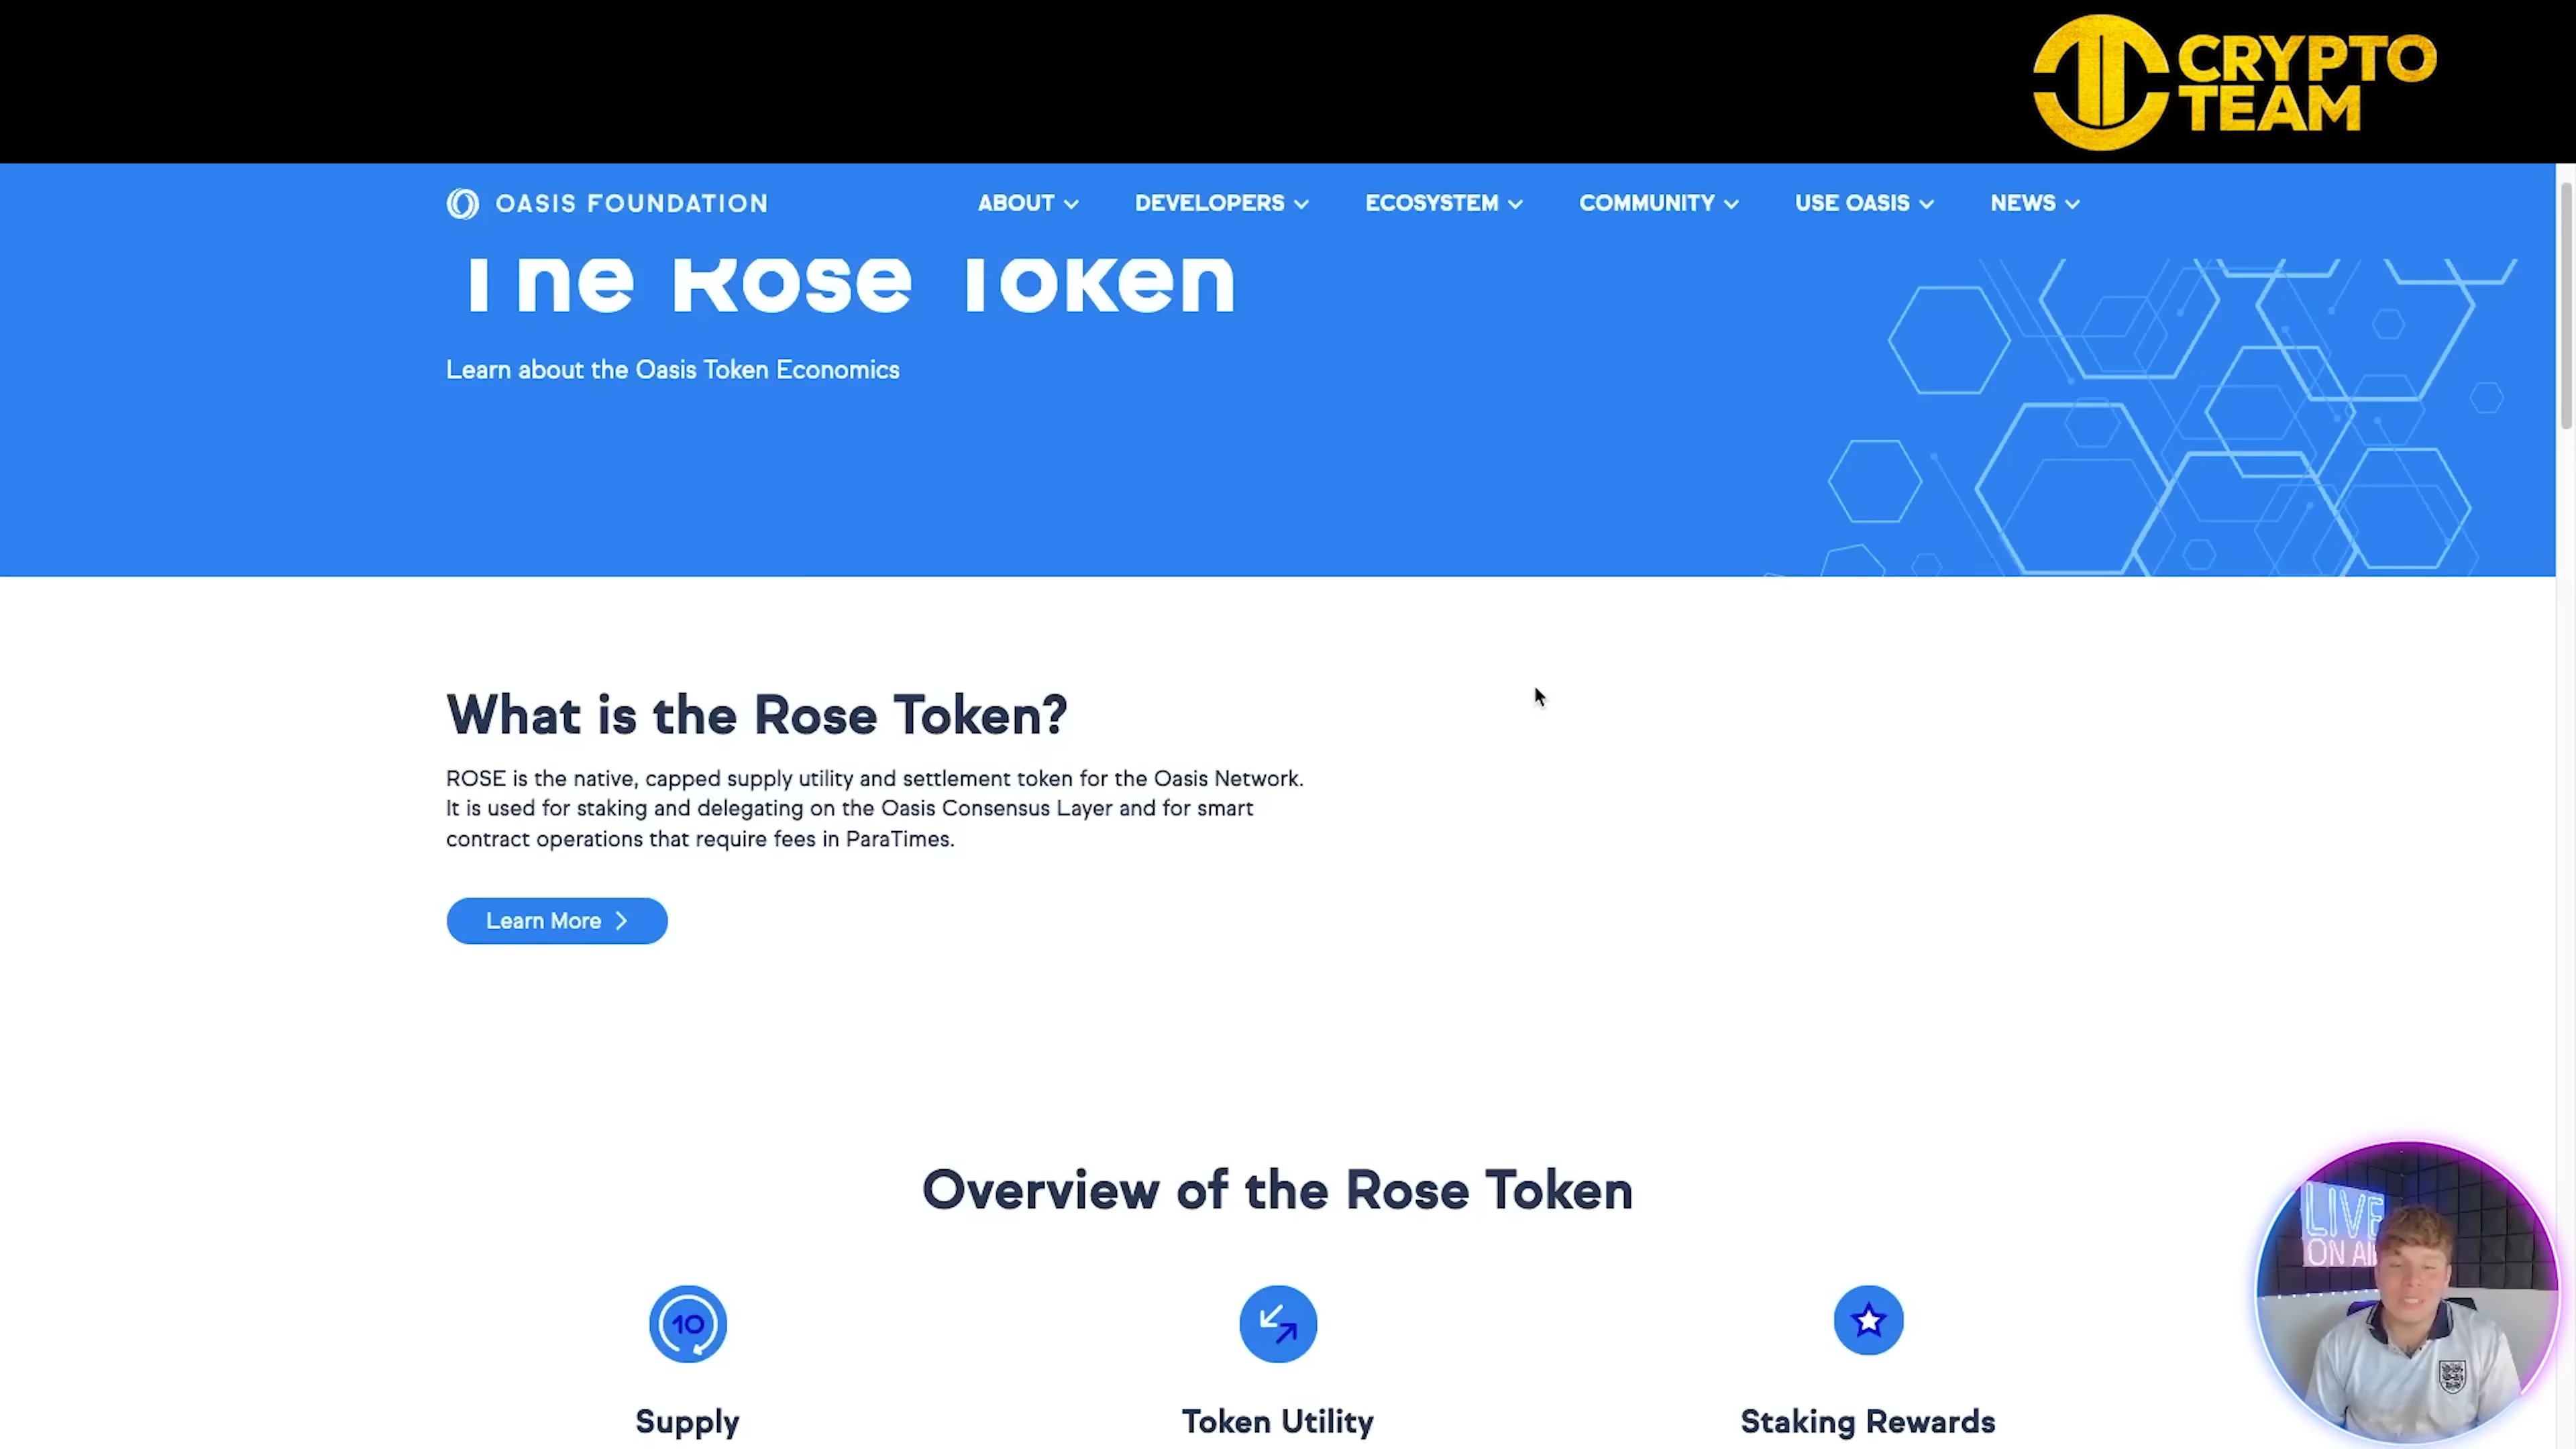 CRYPTO
TEAM
OASIS FOUNDATION
ABOUT
DEVELOPERS
ECOSYSTEM
COMMUNITY
USE OASIS
NEWS
The Rose Token
Learn about the Oasis Token Economics
What is the Rose Token?
ROSE is the native, capped supply utility and settlement token for the Oasis Network.
It is used for staking and delegating on the Oasis Consensus Layer and for smart
contract operations that require fees in ParaTimes.
Learn More
Overview of the Rose Token
10
Supply
Token Utility
Staking Rewards
LIVE
ON AI